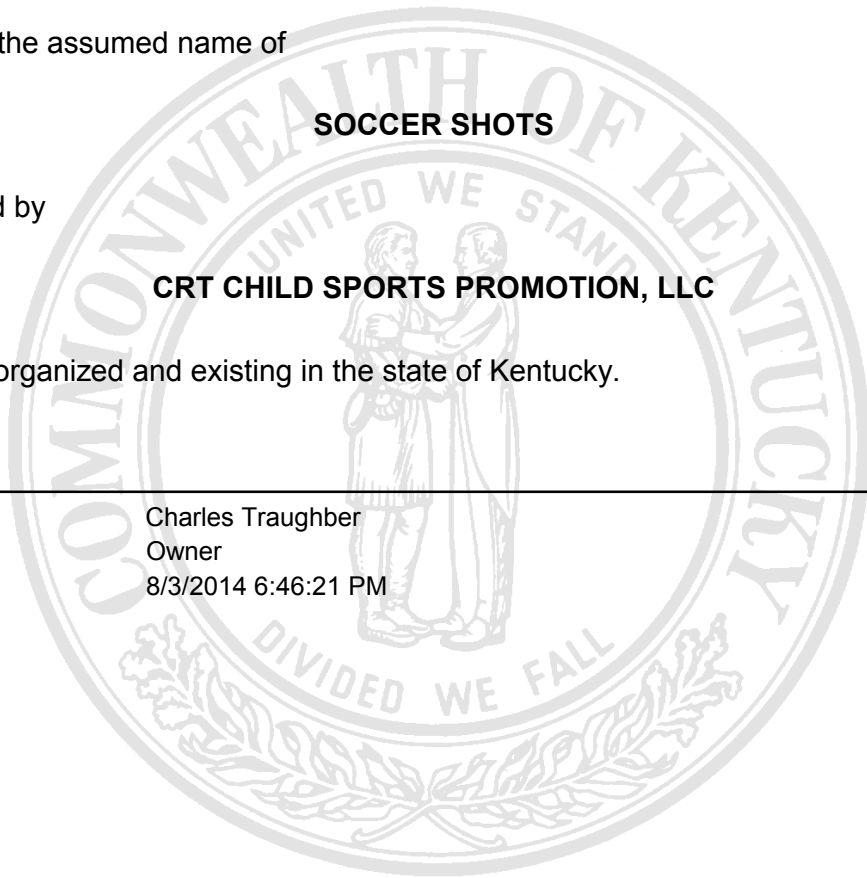 the assumed name of
SOCCER SHOTS
d by
CRT CHILD SPORTS PROMOTION, LLC
organized and existing in the state of Kentucky.
Charles Traughber
Owner
8/3/2014 6:46:21 PM
COMMONWEALTH OF KENTUCKY
UNITED WE STAND
DIVIDED WE FALL